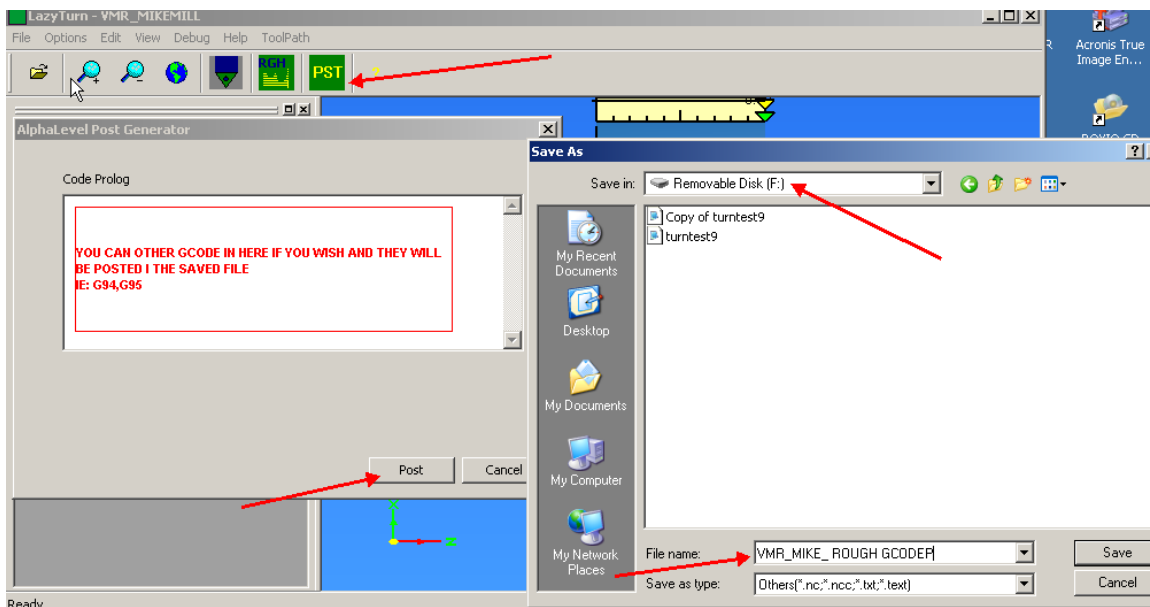 LazyTurn - VMR_MIKEMILL
File Options Edit View Debug Help ToolPath
RGH
PST
Acronis True
Image En...
AlphaLevel Post Generator
Code Prolog
YOU CAN OTHER GCODE IN HERE IF YOU WISH AND THEY WILL
BE POSTED I THE SAVED FILE
IE: G94,G95
Post
Cancel
Save As
Save in:
Removable Disk (F:)
Copy of turntest9
turntest9
My Recent
Documents
Desktop
My Documents
My Computer
My Network
Places
File name:
VMR_MIKE_ ROUGH GCODEP
Save
Save as type:
Others(*.nc;*.ncc;*.txt;*.text)
Cancel
X
Z
Ready